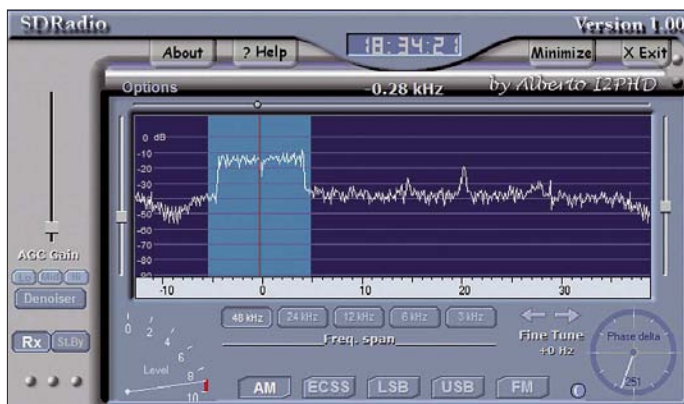 SDRadio
Version 1.00
About
? Help
18:34:21
Minimize
X Exit
Options
-0.28 kHz
by Alberto I2PHD
0 dB
-10
-20
-30
-40
-50
-60
-70
-80
-90
-10 0 10 20 30
AGC Gain
Lo Mid Hi
Denoiser
Rx St.By
48 kHz 24 kHz 12 kHz 6 kHz 3 kHz
Freq. span
Fine Tune
+0 Hz
Phase delta
251
0 2 4 6 8 10
Level
AM ECSS LSB USB FM